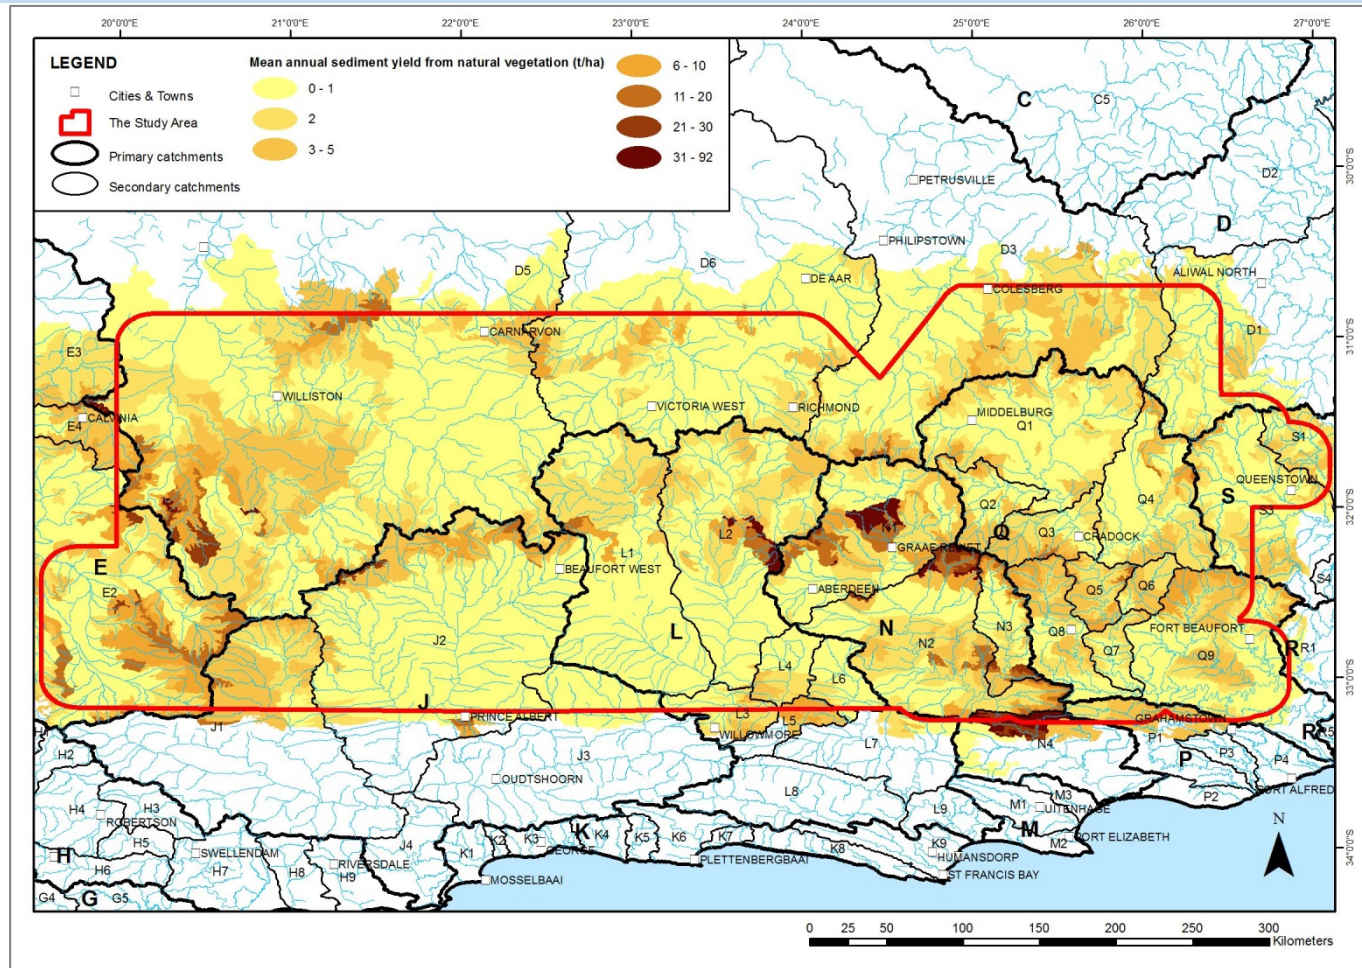 20°0'0"E 21°0'0"E 22°0'0"E 23°0'0"E 24°0'0"E 25°0'0"E 26°0'0"E 27°0'0"E
LEGEND
Cities & Towns
The Study Area
Primary catchments
Secondary catchments
Mean annual sediment yield from natural vegetation (t/ha)
0 - 1
2
3 - 5
6 - 10
11 - 20
21 - 30
31 - 92
C
C5
D2
30°0'0"S
PETRUSVILLE
D
PHILIPSTOWN
D3
D5
D6
DE AAR
ALIWAL NORTH
COLESBERG
CARNARVON
D1
31°0'0"S
E3
WILLISTON
VICTORIA WEST
RICHMOND
CALVINIA
E4
MIDDELBURG
Q1
S1
QUEENSTOWN
S
Q2
Q4
32°0'0"S
S3
L2
N1
Q
Q3
CRADOCK
GRAAF REINET
L1
E
BEAUFORT WEST
E2
ABERDEEN
Q5
Q6
S4
L
N
N3
Q8
FORT BEAUFORT
J2
N2
Q7
Q9
R
R1
L4
L6
33°0'0"S
J
PRINCE ALBERT
L3
L5
GRAHAMSTOWN
J1
WILLOWMORE
R
H2
J3
L7
N4
P1
P
P3
P4
OUDTSHOORN
PORT ALFRED
L8
H4
H3
M3
P2
ROBERTSON
L9
M1
UITENHAGE
H5
J4
K1
K2
K3
K
K4
K5
K6
K7
K8
M
M2
PORT ELIZABETH
GEORGE
K9
N
34°0'0"S
H
SWELLENDAM
RIVERSDALE
PLETTENBERGBAAI
HUMANSDORP
H6
H7
H8
H9
ST FRANCIS BAY
MOSSELBAAI
G4
G
G5
0 25 50 100 150 200 250 300
Kilometers